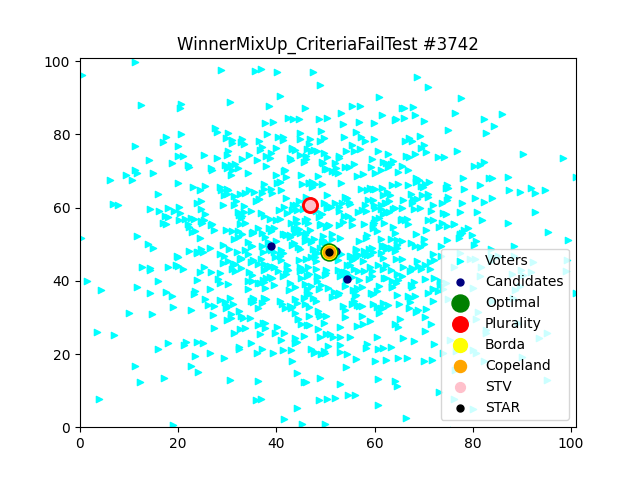 WinnerMixUp_CriteriaFailTest #3742
100
80
60
40
20
0
0 20 40 60 80 100
Voters
Candidates
Optimal
Plurality
Borda
Copeland
STV
STAR